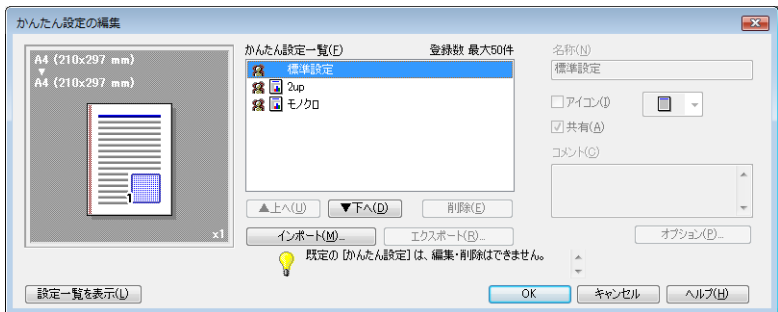 かんたん設定の編集
A4 (210x297 mm)
A4 (210x297 mm)
1
x1
かんたん設定一覧(F) 登録数 最大50件
標準設定
2up
モノクロ
▲上へ(U) ▼下へ(D) 削除(E)
インポート(M)... エクスポート(R)...
既定の [かんたん設定] は、編集・削除はできません。
名称(N)
標準設定
アイコン(I)
共有(A)
コメント(C)
オプション(P)...
設定一覧を表示(L) OK キャンセル ヘルプ(H)